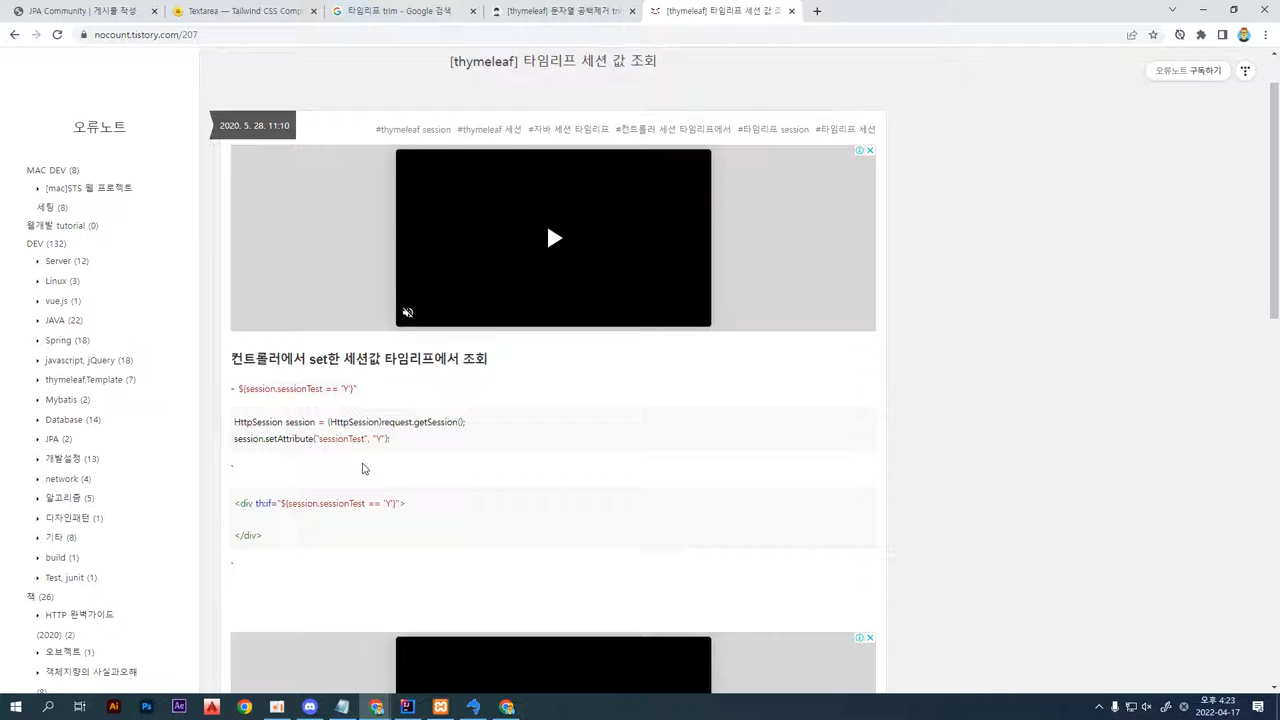 JPA Community | 게시물 작성
Textarea — Tailwind CSS Comp
타임리프 trim - Google 검색
[thymeleaf] 문자열 공백제거 tri
[thymeleaf] 타임리프 세션 값 조
nocount.tistory.com/207
[thymeleaf] 타임리프 세션 값 조회
오류노트 구독하기
오류노트
2020. 5. 28. 11:10
#thymeleaf session #thymeleaf 세션 #자바 세션 타임리프 #컨트롤러 세션 타임리프에서 #타임리프 session #타임리프 세션
MAC DEV (8)
[mac]STS 웹 프로젝트
세팅 (8)
웹개발 tutorial (0)
DEV (132)
Server (12)
Linux (3)
vue.js (1)
JAVA (22)
Spring (18)
javascript, jQuery (18)
thymeleaf,Template (7)
Mybatis (2)
Database (14)
JPA (2)
개발설정 (13)
network (4)
알고리즘 (5)
디자인패턴 (1)
기타 (8)
build (1)
Test, junit (1)
책 (26)
HTTP 완벽가이드
(2020) (2)
오브젝트 (1)
객체지향의 사실과오해
컨트롤러에서 set한 세션값 타임리프에서 조회
- ${session.sessionTest == 'Y'}"
HttpSession session = (HttpSession)request.getSession();
session.setAttribute("sessionTest", "Y");
.
<div th:if="${session.sessionTest == 'Y'}">
</div>
.
오후 4:23
2022-04-17